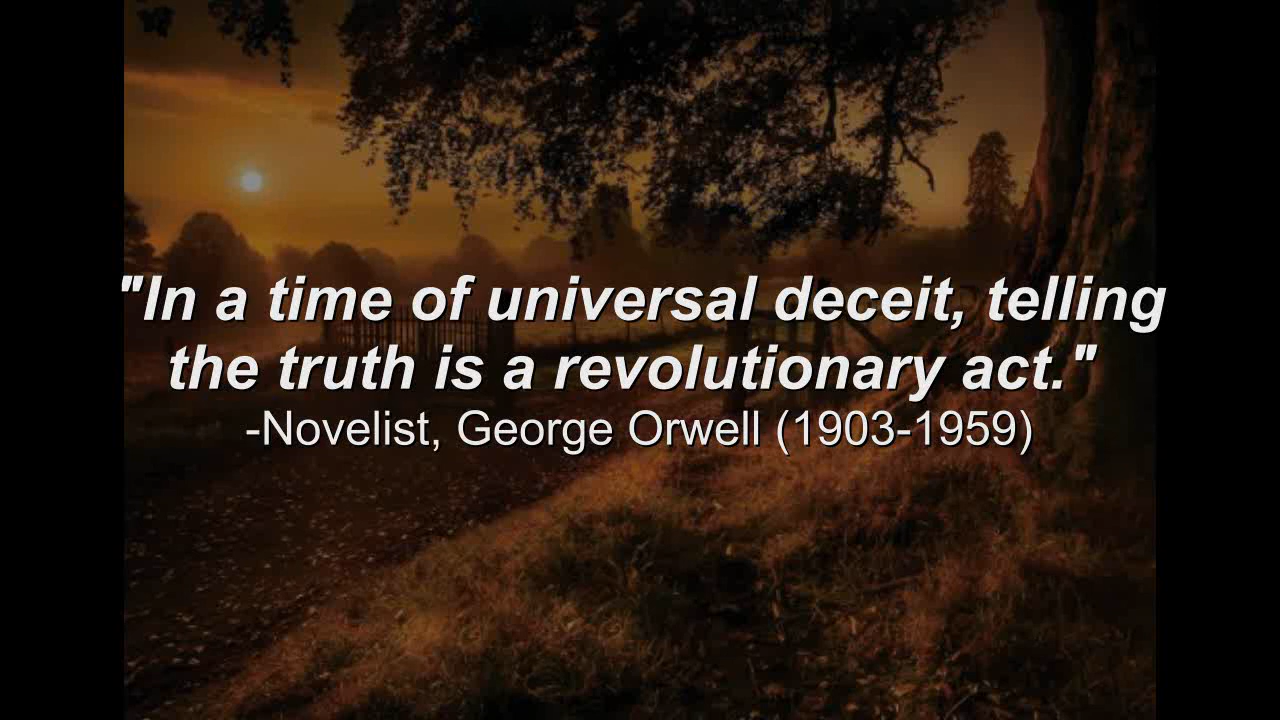 "In a time of universal deceit, telling
the truth is a revolutionary act."
-Novelist, George Orwell (1903-1959)